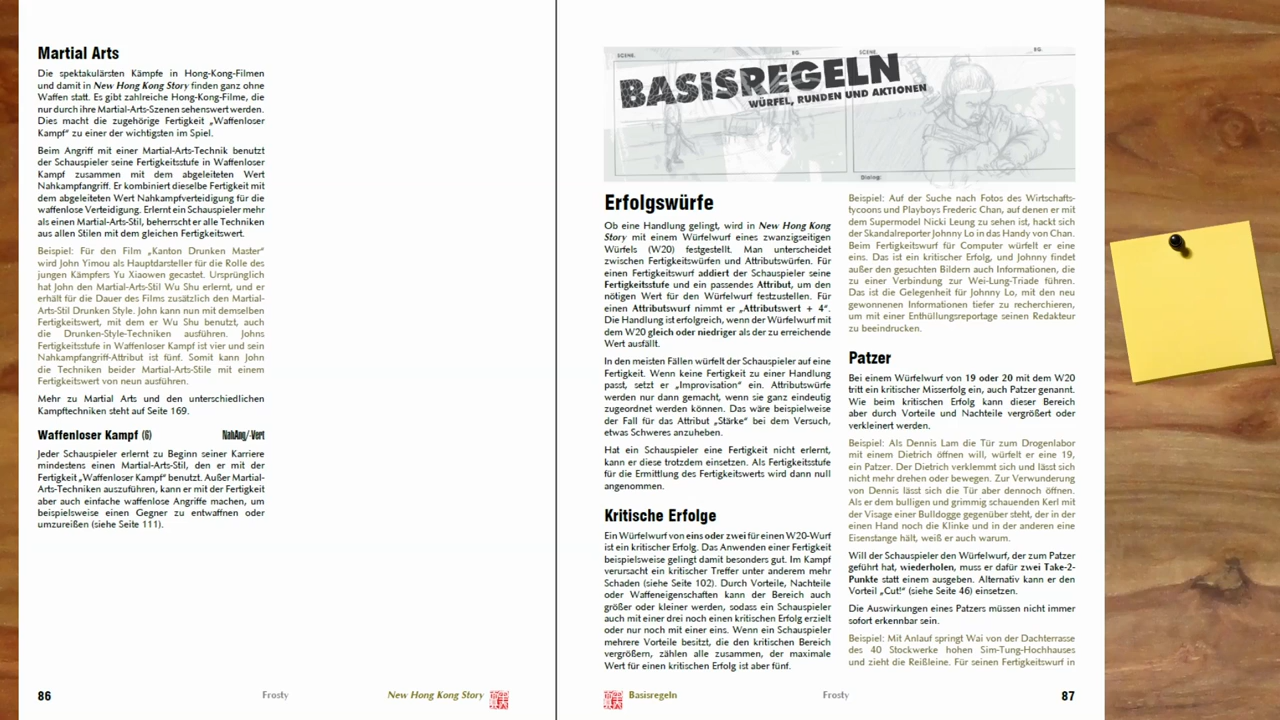 Martial Arts
Die spektakulärsten Kämpfe in Hong-Kong-Filmen
und damit in New Hong Kong Story finden ganz ohne
Waffen statt. Es gibt zahlreiche Hong-Kong-Filme, die
nur durch ihre Martial-Arts-Szenen sehenswert werden.
Dies macht die zugehörige Fertigkeit „Waffenloser
Kampf" zu einer der wichtigsten im Spiel.
Beim Angriff mit einer Martial-Arts-Technik benutzt
der Schauspieler seine Fertigkeitsstufe in Waffenloser
Kampf zusammen mit dem abgeleiteten Wert
Nahkampfangriff. Er kombiniert dieselbe Fertigkeit mit
dem abgeleiteten Wert Nahkampfverteidigung für die
waffenlose Verteidigung. Erlernt ein Schauspieler mehr
als einen Martial-Arts-Stil, beherrscht er alle Techniken
aus allen Stilen mit dem gleichen Fertigkeitswert.
Beispiel: Für den Film „Kanton Drunken Master"
wird John Yimou als Hauptdarsteller für die Rolle des
jungen Kämpfers Yu Xiaowen gecastet. Ursprünglich
hat John den Martial-Arts-Stil Wu Shu erlernt, und er
erhält für die Dauer des Films zusätzlich den Martial-
Arts-Stil Drunken Style. John kann nun mit demselben
Fertigkeitswert, mit dem er Wu Shu benutzt, auch
die Drunken-Style-Techniken ausführen. Johns
Fertigkeitsstufe in Waffenloser Kampf ist vier und sein
Nahkampfangriff-Attribut ist fünf. Somit kann John
die Techniken beider Martial-Arts-Stile mit einem
Fertigkeitswert von neun ausführen.
Mehr zu Martial Arts und den unterschiedlichen
Kampftechniken steht auf Seite 169.
Waffenloser Kampf (6) NahAng/-Vert
Jeder Schauspieler erlernt zu Beginn seiner Karriere
mindestens einen Martial-Arts-Stil, den er mit der
Fertigkeit „Waffenloser Kampf" benutzt. Außer Martial-
Arts-Techniken auszuführen, kann er mit der Fertigkeit
aber auch einfache waffenlose Angriffe machen, um
beispielsweise einen Gegner zu entwaffnen oder
umzureißen (siehe Seite 111).
86 Frosty New Hong Kong Story
SCENE. BG. SCENE. BG.
BASISREGELN
WÜRFEL, RUNDEN UND AKTIONEN
Dialog:
Erfolgswürfe
Ob eine Handlung gelingt, wird in New Hong Kong
Story mit einem Würfelwurf eines zwanzigseitigen
Würfels (W20) festgestellt. Man unterscheidet
zwischen Fertigkeitswürfen und Attributswürfen. Für
einen Fertigkeitswurf addiert der Schauspieler seine
Fertigkeitsstufe und ein passendes Attribut, um den
nötigen Wert für den Würfelwurf festzustellen. Für
einen Attributswurf nimmt er „Attributswert + 4".
Die Handlung ist erfolgreich, wenn der Würfelwurf mit
dem W20 gleich oder niedriger als der zu erreichende
Wert ausfällt.
In den meisten Fällen würfelt der Schauspieler auf eine
Fertigkeit. Wenn keine Fertigkeit zu einer Handlung
passt, setzt er „Improvisation" ein. Attributswürfe
werden nur dann gemacht, wenn sie ganz eindeutig
zugeordnet werden können. Das wäre beispielsweise
der Fall für das Attribut „Stärke" bei dem Versuch,
etwas Schweres anzuheben.
Hat ein Schauspieler eine Fertigkeit nicht erlernt,
kann er diese trotzdem einsetzen. Als Fertigkeitsstufe
für die Ermittlung des Fertigkeitswerts wird dann null
angenommen.
Kritische Erfolge
Ein Würfelwurf von eins oder zwei für einen W20-Wurf
ist ein kritischer Erfolg. Das Anwenden einer Fertigkeit
beispielsweise gelingt damit besonders gut. Im Kampf
verursacht ein kritischer Treffer unter anderem mehr
Schaden (siehe Seite 102). Durch Vorteile, Nachteile
oder Waffeneigenschaften kann der Bereich auch
größer oder kleiner werden, sodass ein Schauspieler
auch mit einer drei noch einen kritischen Erfolg erzielt
oder nur noch mit einer eins. Wenn ein Schauspieler
mehrere Vorteile besitzt, die den kritischen Bereich
vergrößern, zählen alle zusammen, der maximale
Wert für einen kritischen Erfolg ist aber fünf.
Beispiel: Auf der Suche nach Fotos des Wirtschafts-
tycoons und Playboys Frederic Chan, auf denen er mit
dem Supermodel Nicki Leung zu sehen ist, hackt sich
der Skandalreporter Johnny Lo in das Handy von Chan.
Beim Fertigkeitswurf für Computer würfelt er eine
eins. Das ist ein kritischer Erfolg, und Johnny findet
außer den gesuchten Bildern auch Informationen, die
zu einer Verbindung zur Wei-Lung-Triade führen.
Das ist die Gelegenheit für Johnny Lo, mit den neu
gewonnenen Informationen tiefer zu recherchieren,
um mit einer Enthüllungsreportage seinen Redakteur
zu beeindrucken.
Patzer
Bei einem Würfelwurf von 19 oder 20 mit dem W20
tritt ein kritischer Misserfolg ein, auch Patzer genannt.
Wie beim kritischen Erfolg kann dieser Bereich
aber durch Vorteile und Nachteile vergrößert oder
verkleinert werden.
Beispiel: Als Dennis Lam die Tür zum Drogenlabor
mit einem Dietrich öffnen will, würfelt er eine 19,
ein Patzer. Der Dietrich verklemmt sich und lässt sich
nicht mehr drehen oder bewegen. Zur Verwunderung
von Dennis lässt sich die Tür aber dennoch öffnen.
Als er dem bulligen und grimmig schauenden Kerl mit
der Visage einer Bulldogge gegenüber steht, der in der
einen Hand noch die Klinke und in der anderen eine
Eisenstange hält, weiß er auch warum.
Will der Schauspieler den Würfelwurf, der zum Patzer
geführt hat, wiederholen, muss er dafür zwei Take-2-
Punkte statt einem ausgeben. Alternativ kann er den
Vorteil „Cut!" (siehe Seite 46) einsetzen.
Die Auswirkungen eines Patzers müssen nicht immer
sofort erkennbar sein.
Beispiel: Mit Anlauf springt Wai von der Dachterrasse
des 40 Stockwerke hohen Sim-Tung-Hochhauses
und zieht die Reißleine. Für seinen Fertigkeitswurf in
Basisregeln Frosty 87